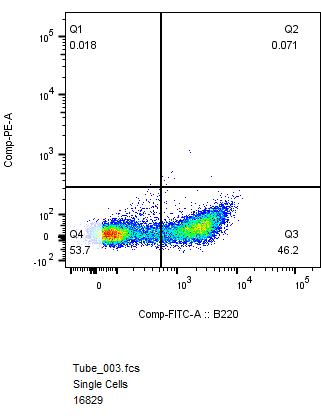 Q1
0.018
Q2
0.071
10^5
10^4
10^3
10^2
0
-10^2
Comp-PE-A
Q4
53.7
Q3
46.2
0
10^3
10^4
10^5
Comp-FITC-A :: B220
Tube_003.fcs
Single Cells
16829